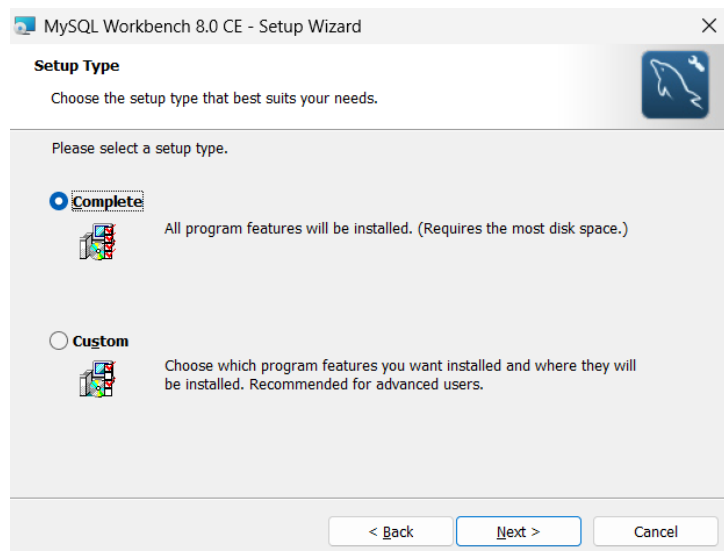 MySQL Workbench 8.0 CE - Setup Wizard
Setup Type
Choose the setup type that best suits your needs.
Please select a setup type.
Complete
All program features will be installed. (Requires the most disk space.)
Custom
Choose which program features you want installed and where they will
be installed. Recommended for advanced users.
< Back
Next >
Cancel